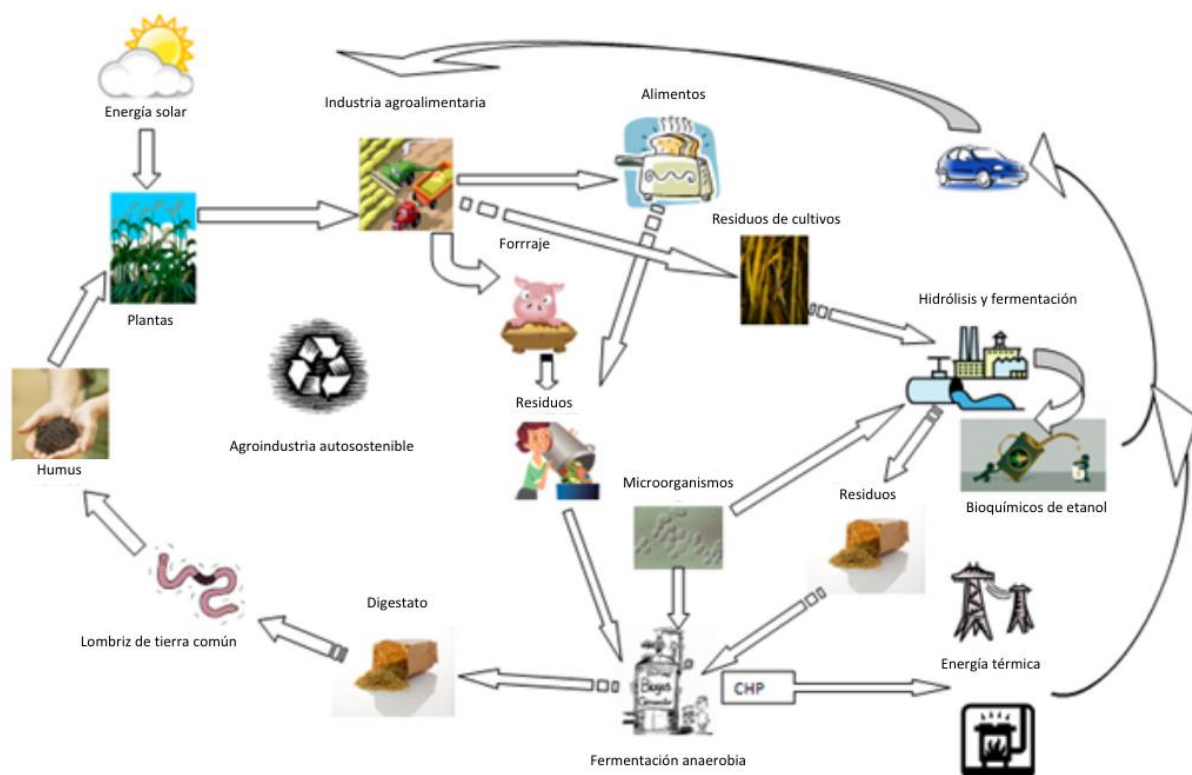 Energía solar
Industria agroalimentaria
Alimentos
Residuos de cultivos
Forrraje
Plantas
Hidrólisis y fermentación
Residuos
Agroindustria autosostenible
Humus
Microorganismos
Residuos
Bioquímicos de etanol
Digestato
Lombriz de tierra común
Energía térmica
CHP
Biogas
Fermentación anaerobia